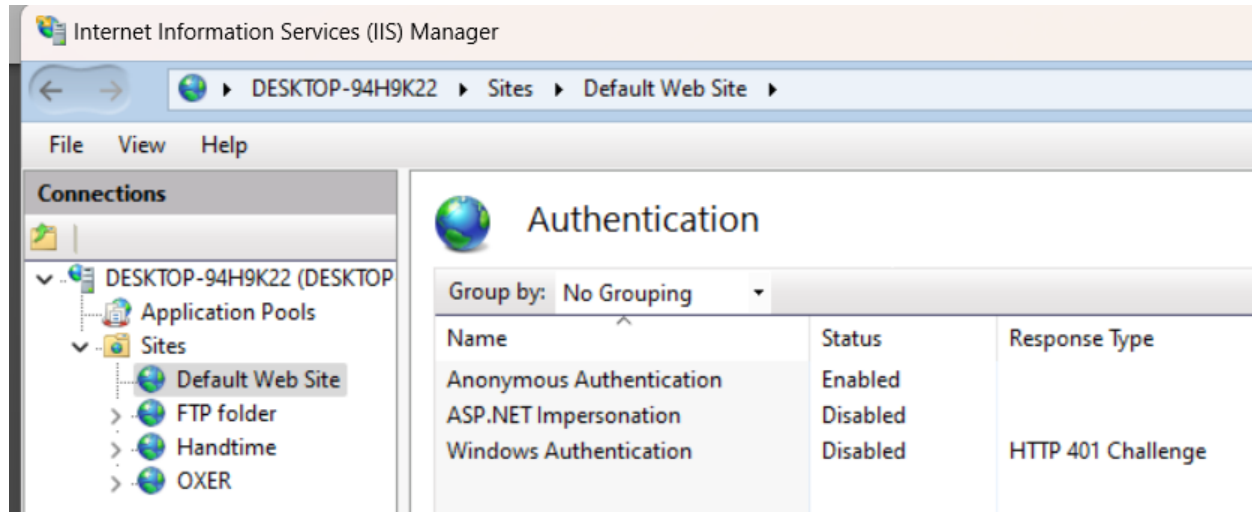 Internet Information Services (IIS) Manager
DESKTOP-94H9K22 Sites Default Web Site
File View Help
Connections
DESKTOP-94H9K22 (DESKTOP
Application Pools
Sites
Default Web Site
FTP folder
Handtime
OXER
Authentication
Group by: No Grouping
Name Status Response Type
Anonymous Authentication Enabled
ASP.NET Impersonation Disabled
Windows Authentication Disabled HTTP 401 Challenge